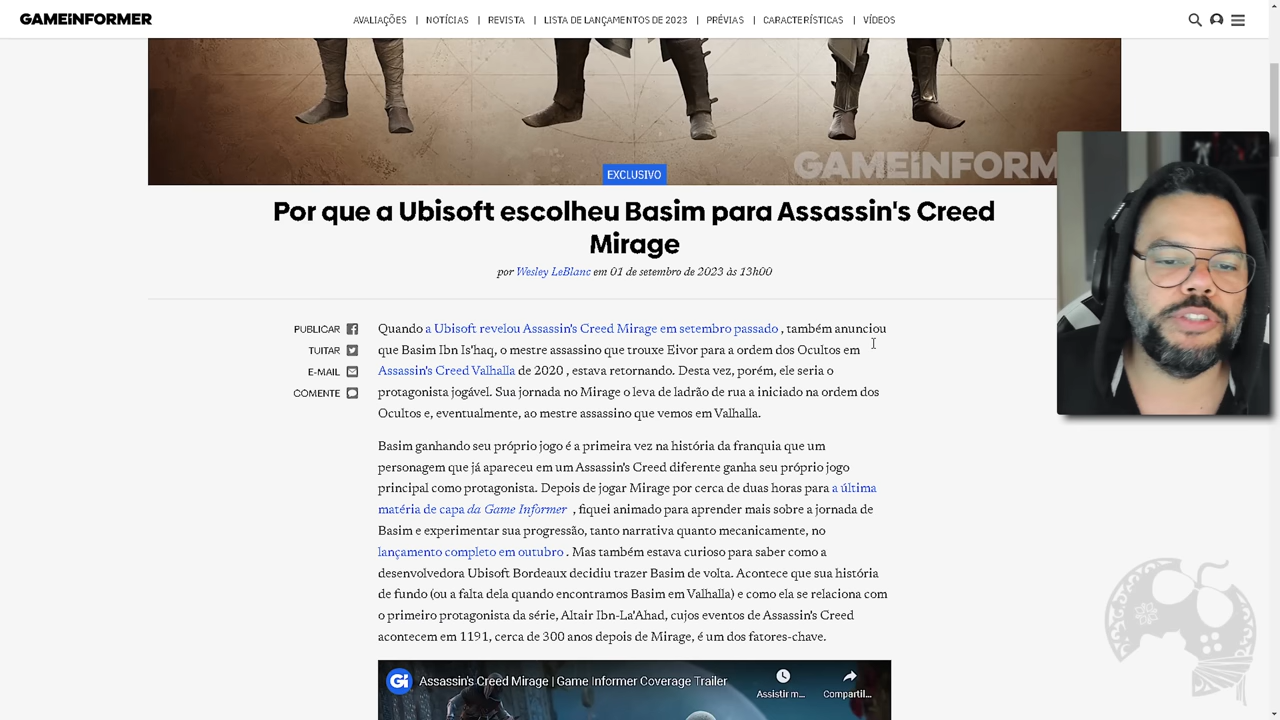 GAMEINFORMER
AVALIAÇÕES | NOTÍCIAS | REVISTA | LISTA DE LANÇAMENTOS DE 2023 | PRÉVIAS | CARACTERÍSTICAS | VÍDEOS
GAMEINFORM
EXCLUSIVO
Por que a Ubisoft escolheu Basim para Assassin's Creed
Mirage
por Wesley LeBlanc em 01 de setembro de 2023 às 13h00
PUBLICAR
TUITAR
E-MAIL
COMENTE
Quando a Ubisoft revelou Assassin's Creed Mirage em setembro passado , também anunciou
que Basim Ibn Is'haq, o mestre assassino que trouxe Eivor para a ordem dos Ocultos em
Assassin's Creed Valhalla de 2020 , estava retornando. Desta vez, porém, ele seria o
protagonista jogável. Sua jornada no Mirage o leva de ladrão de rua a iniciado na ordem dos
Ocultos e, eventualmente, ao mestre assassino que vemos em Valhalla.
Basim ganhando seu próprio jogo é a primeira vez na história da franquia que um
personagem que já apareceu em um Assassin's Creed diferente ganha seu próprio jogo
principal como protagonista. Depois de jogar Mirage por cerca de duas horas para a última
matéria de capa da Game Informer , fiquei animado para aprender mais sobre a jornada de
Basim e experimentar sua progressão, tanto narrativa quanto mecanicamente, no
lançamento completo em outubro . Mas também estava curioso para saber como a
desenvolvedora Ubisoft Bordeaux decidiu trazer Basim de volta. Acontece que sua história
de fundo (ou a falta dela quando encontramos Basim em Valhalla) e como ela se relaciona com
o primeiro protagonista da série, Altair Ibn-La'Ahad, cujos eventos de Assassin's Creed
acontecem em 1191, cerca de 300 anos depois de Mirage, é um dos fatores-chave.
Gi
Assassin's Creed Mirage | Game Informer Coverage Trailer
Assistir m...
Compartil...